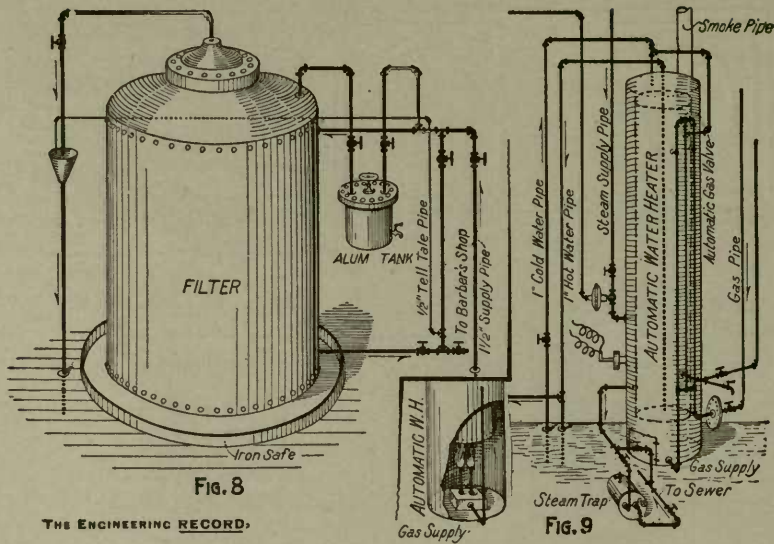 FILTER
ALUM TANK
½" Tell Tale Pipe
To Barber's Shop
1½" Supply Pipe
Iron Safe
FIG. 8
THE ENGINEERING RECORD,
Smoke Pipe
1" Cold Water Pipe
1" Hot Water Pipe
Steam Supply Pipe
AUTOMATIC WATER HEATER
Automatic Gas Valve
Gas Pipe
AUTOMATIC W.H.
Gas Supply
Steam Trap
Gas Supply
To Sewer
FIG. 9